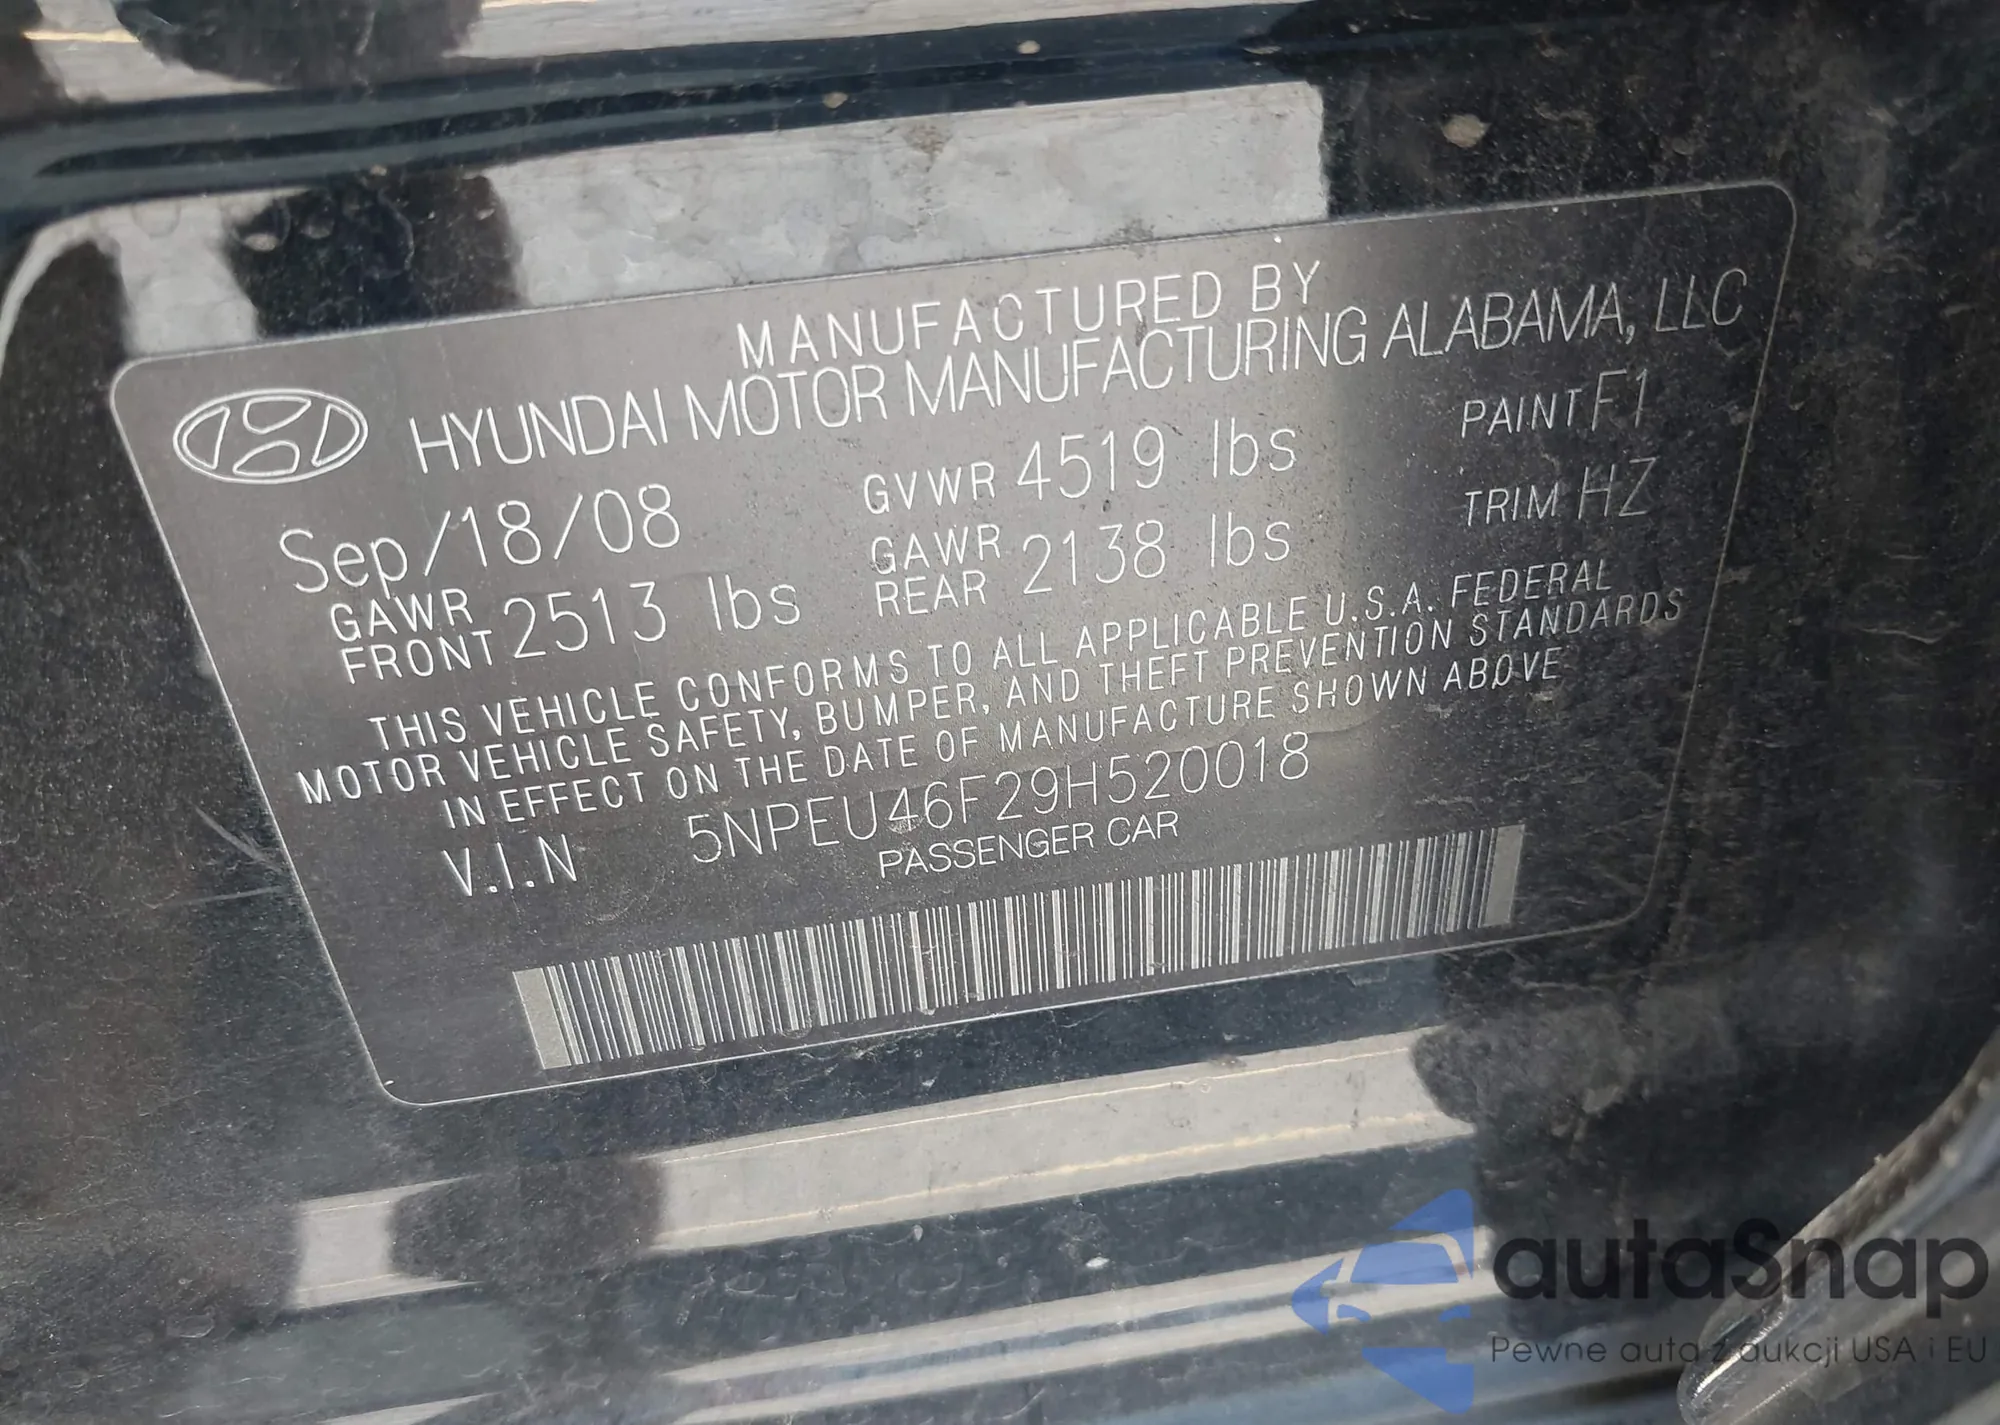 MANUFACTURED BY
HYUNDAI MOTOR MANUFACTURING ALABAMA, LLC
Sep/18/08 GVWR 4519 lbs PAINT F1
GAWR FRONT 2513 lbs GAWR REAR 2138 lbs TRIM HZ
THIS VEHICLE CONFORMS TO ALL APPLICABLE U.S.A. FEDERAL
MOTOR VEHICLE SAFETY, BUMPER, AND THEFT PREVENTION STANDARDS
IN EFFECT ON THE DATE OF MANUFACTURE SHOWN ABOVE
V.I.N 5NPEU46F29H520018
PASSENGER CAR
autaSnap
Pewne auta z aukcji USA i EU